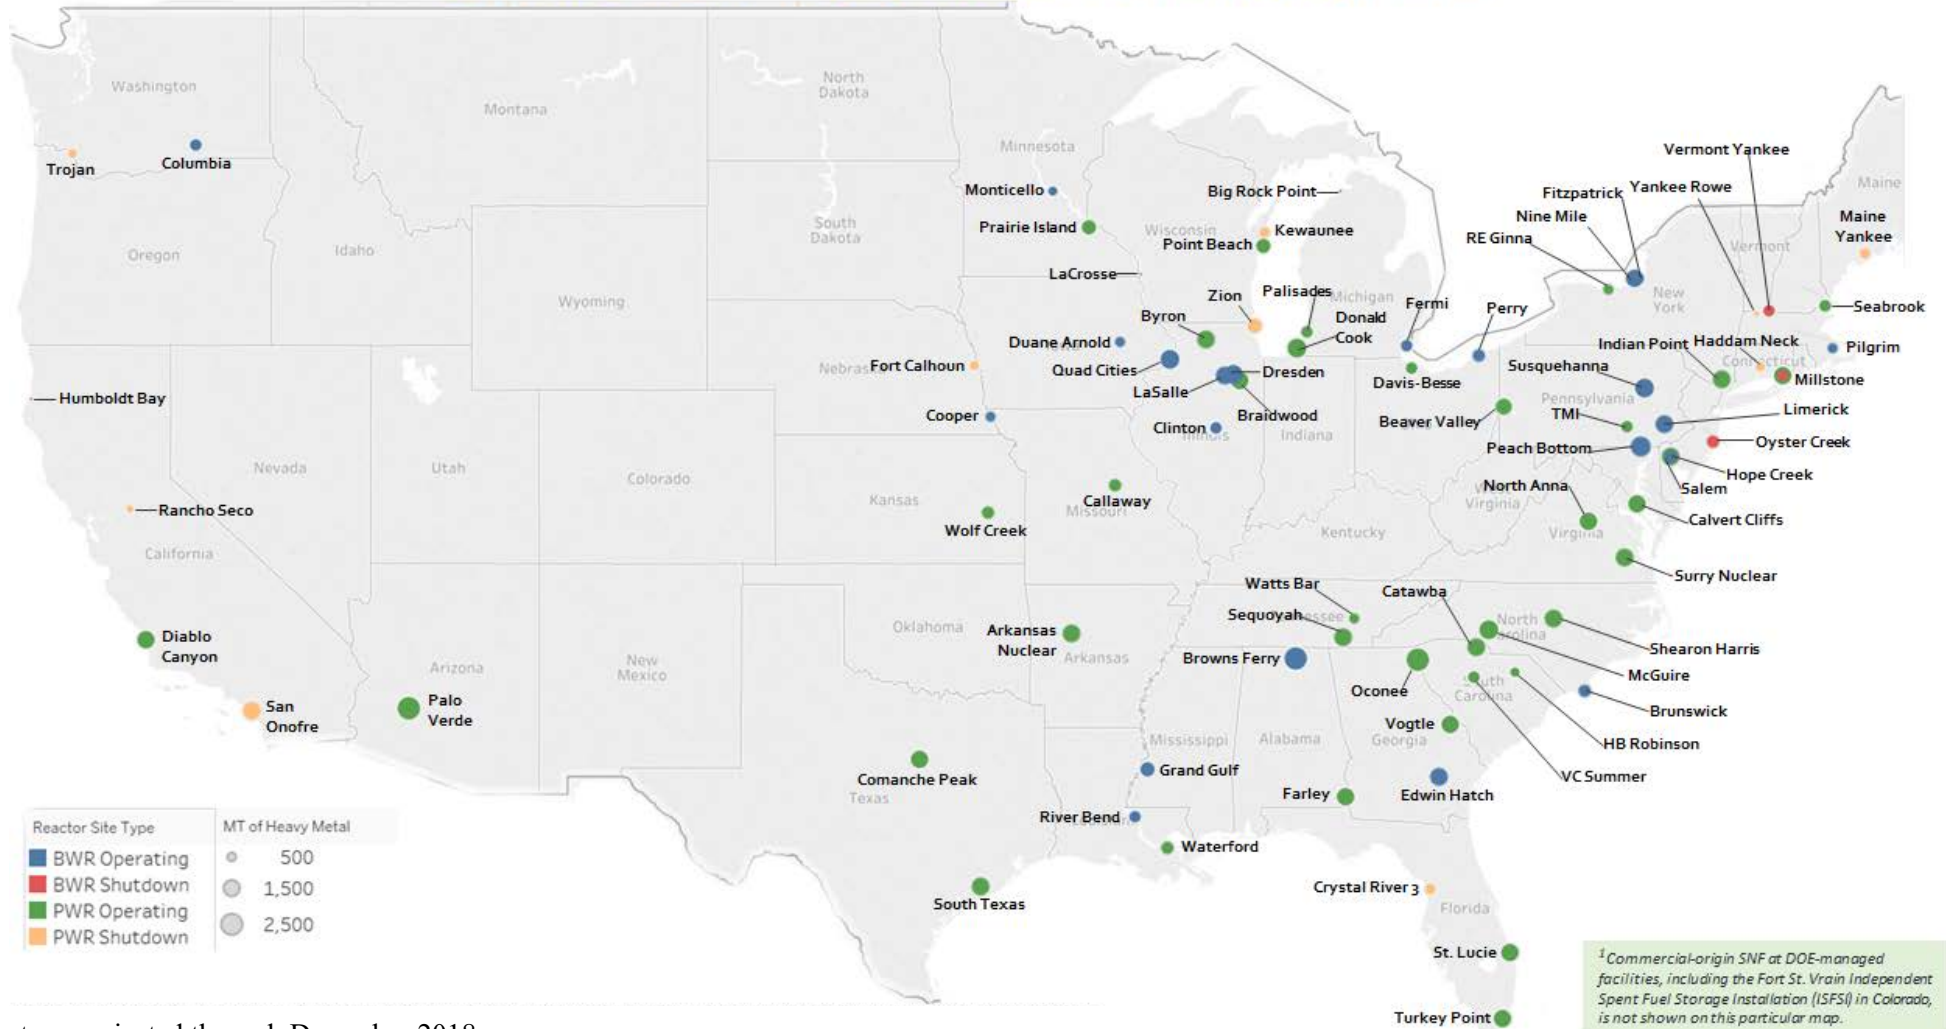 Washington
Montana
North
Dakota
Minnesota
Vermont Yankee
Trojan
Columbia
Monticello
Big Rock Point
Fitzpatrick
Yankee Rowe
Maine
Nine Mile
Maine
Yankee
Oregon
Idaho
South
Dakota
Prairie Island
Wisconsin
Kewaunee
Point Beach
RE Ginna
Vermont
Wyoming
LaCrosse
Zion
Palisades
Michigan
Fermi
Perry
New
York
Seabrook
Byron
Donald
Cook
Duane Arnold
Indian Point
Haddam Neck
Pilgrim
Nebraska
Fort Calhoun
Quad Cities
Dresden
Susquehanna
Connecticut
LaSalle
Davis-Besse
Millstone
Humboldt Bay
Pennsylvania
Cooper
Braidwood
TMI
Limerick
Clinton
Illinois
Indiana
Beaver Valley
Oyster Creek
Peach Bottom
Nevada
Utah
Colorado
Hope Creek
Kansas
Callaway
Missouri
North Anna
Salem
West
Virginia
Rancho Seco
Wolf Creek
Calvert Cliffs
California
Kentucky
Virginia
Surry Nuclear
Watts Bar
Catawba
Sequoyah
Tennessee
Diablo
Canyon
Oklahoma
Arkansas
Nuclear
Arkansas
North
Carolina
Shearon Harris
Arizona
New
Mexico
Browns Ferry
McGuire
Oconee
South
Carolina
San
Onofre
Palo
Verde
Brunswick
Vogtle
Mississippi
Alabama
Georgia
HB Robinson
Grand Gulf
VC Summer
Comanche Peak
Texas
Farley
Edwin Hatch
River Bend
Louisiana
Waterford
Reactor Site Type
MT of Heavy Metal
BWR Operating
500
BWR Shutdown
1,500
PWR Operating
2,500
PWR Shutdown
South Texas
Crystal River 3
Florida
St. Lucie
Turkey Point
1 Commercial-origin SNF at DOE-managed
facilities, including the Fort St. Vrain Independent
Spent Fuel Storage Installation (ISFSI) in Colorado,
is not shown on this particular map.